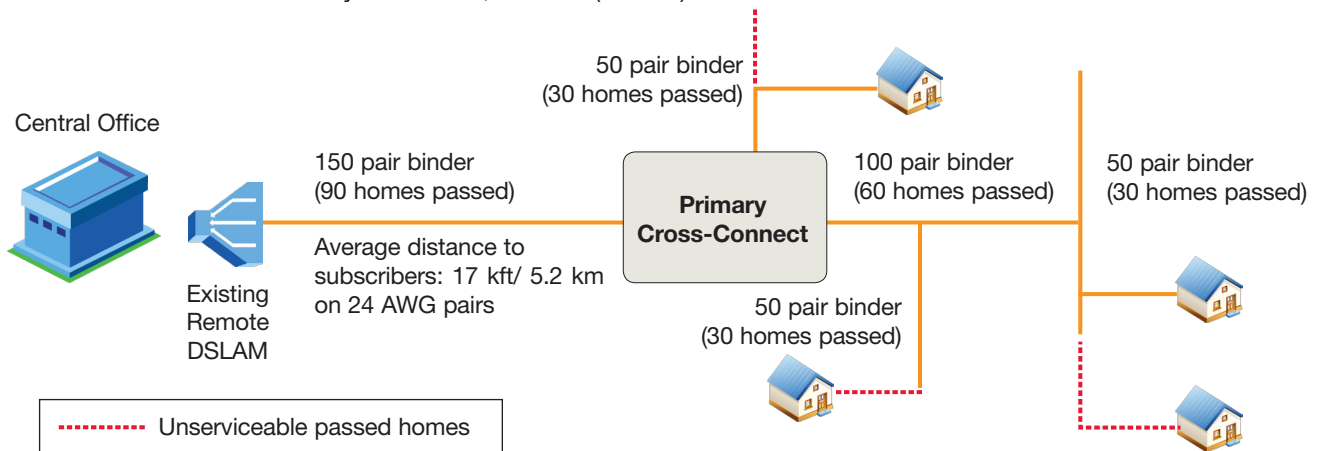 50 pair binder
(30 homes passed)
Central Office
150 pair binder
(90 homes passed)
Primary
Cross-Connect
100 pair binder
(60 homes passed)
50 pair binder
(30 homes passed)
Average distance to
subscribers: 17 kft/ 5.2 km
on 24 AWG pairs
Existing
Remote
DSLAM
50 pair binder
(30 homes passed)
Unserviceable passed homes